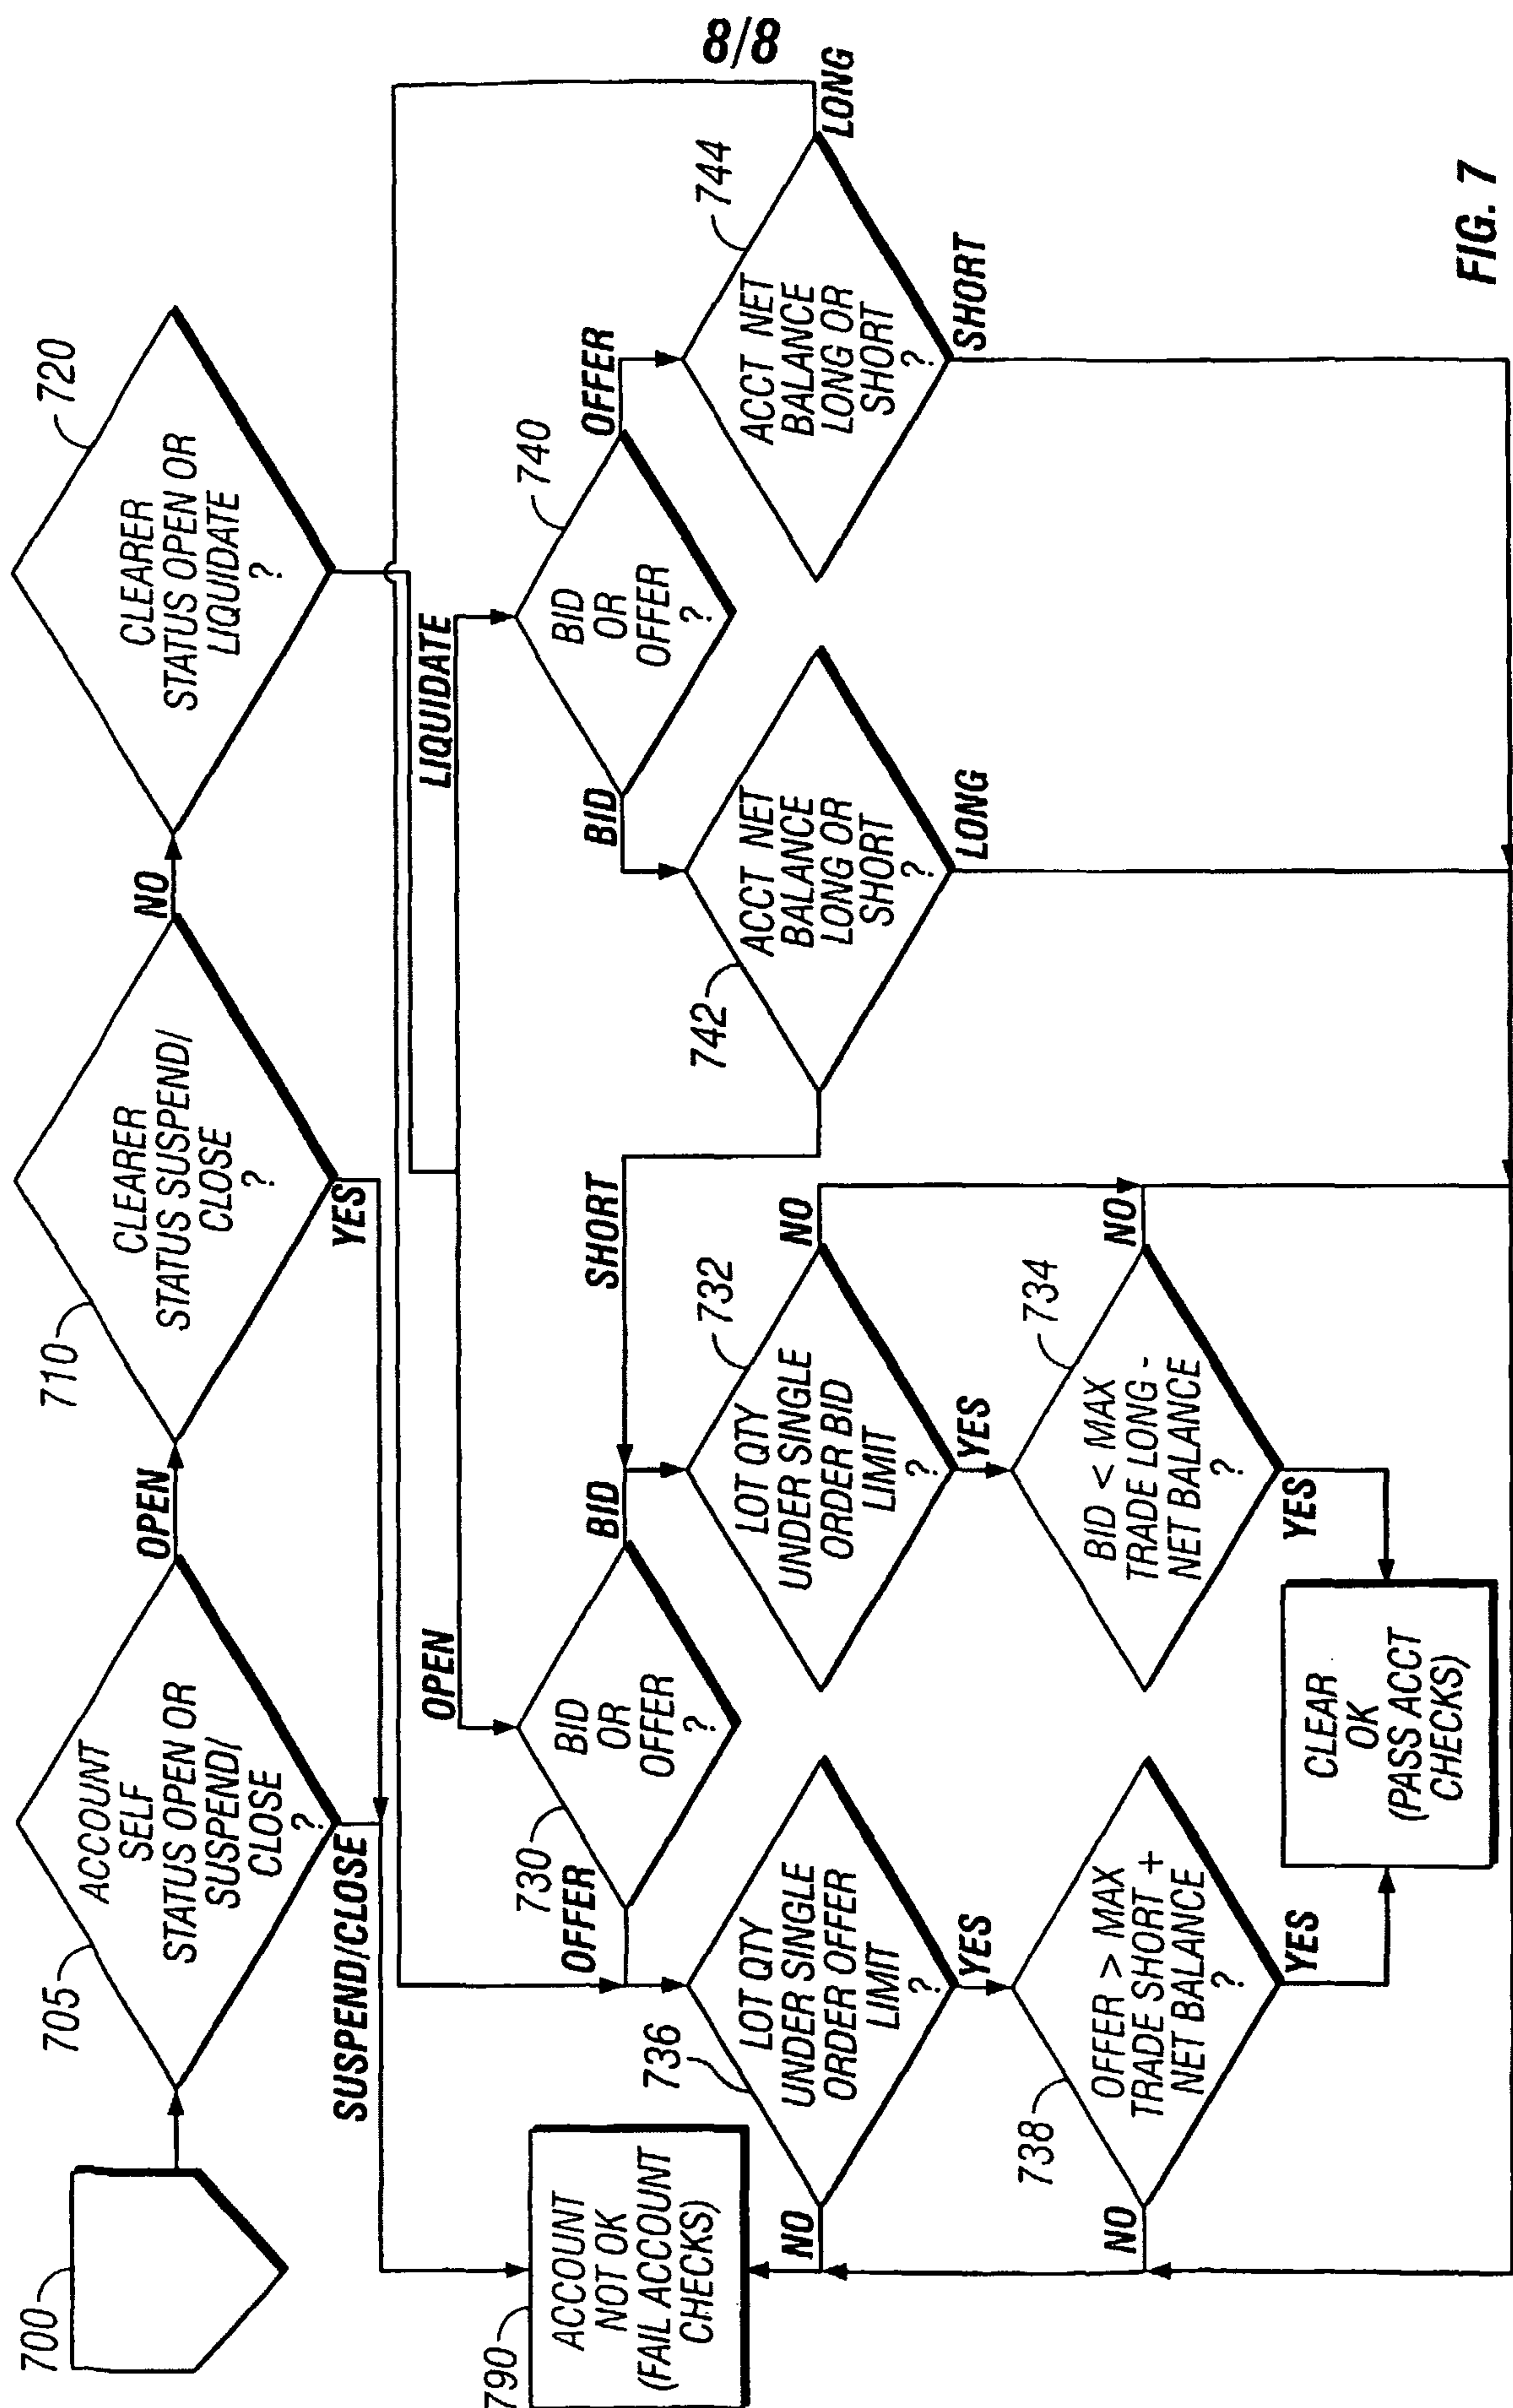 8/8
700
705
ACCOUNT
SELF
STATUS OPEN OR
SUSPEND/
CLOSE
?
OPEN
SUSPEND/CLOSE
710
CLEARER
STATUS SUSPEND/
CLOSE
?
NO
YES
720
CLEARER
STATUS OPEN OR
LIQUIDATE
?
OPEN
LIQUIDATE
730
BID
OR
OFFER
?
OFFER
BID
740
BID
OR
OFFER
?
BID
OFFER
790
ACCOUNT
NOT OK
(FAIL ACCOUNT
CHECKS)
736
LOT QTY
UNDER SINGLE
ORDER OFFER
LIMIT
?
NO
YES
732
LOT QTY
UNDER SINGLE
ORDER BID
LIMIT
?
NO
YES
SHORT
742
ACCT NET
BALANCE
LONG OR
SHORT
?
LONG
744
ACCT NET
BALANCE
LONG OR
SHORT
?
LONG
SHORT
738
OFFER > MAX
TRADE SHORT +
NET BALANCE
?
NO
YES
734
BID < MAX
TRADE LONG -
NET BALANCE
?
NO
YES
CLEAR
OK
(PASS ACCT
CHECKS)
FIG. 7